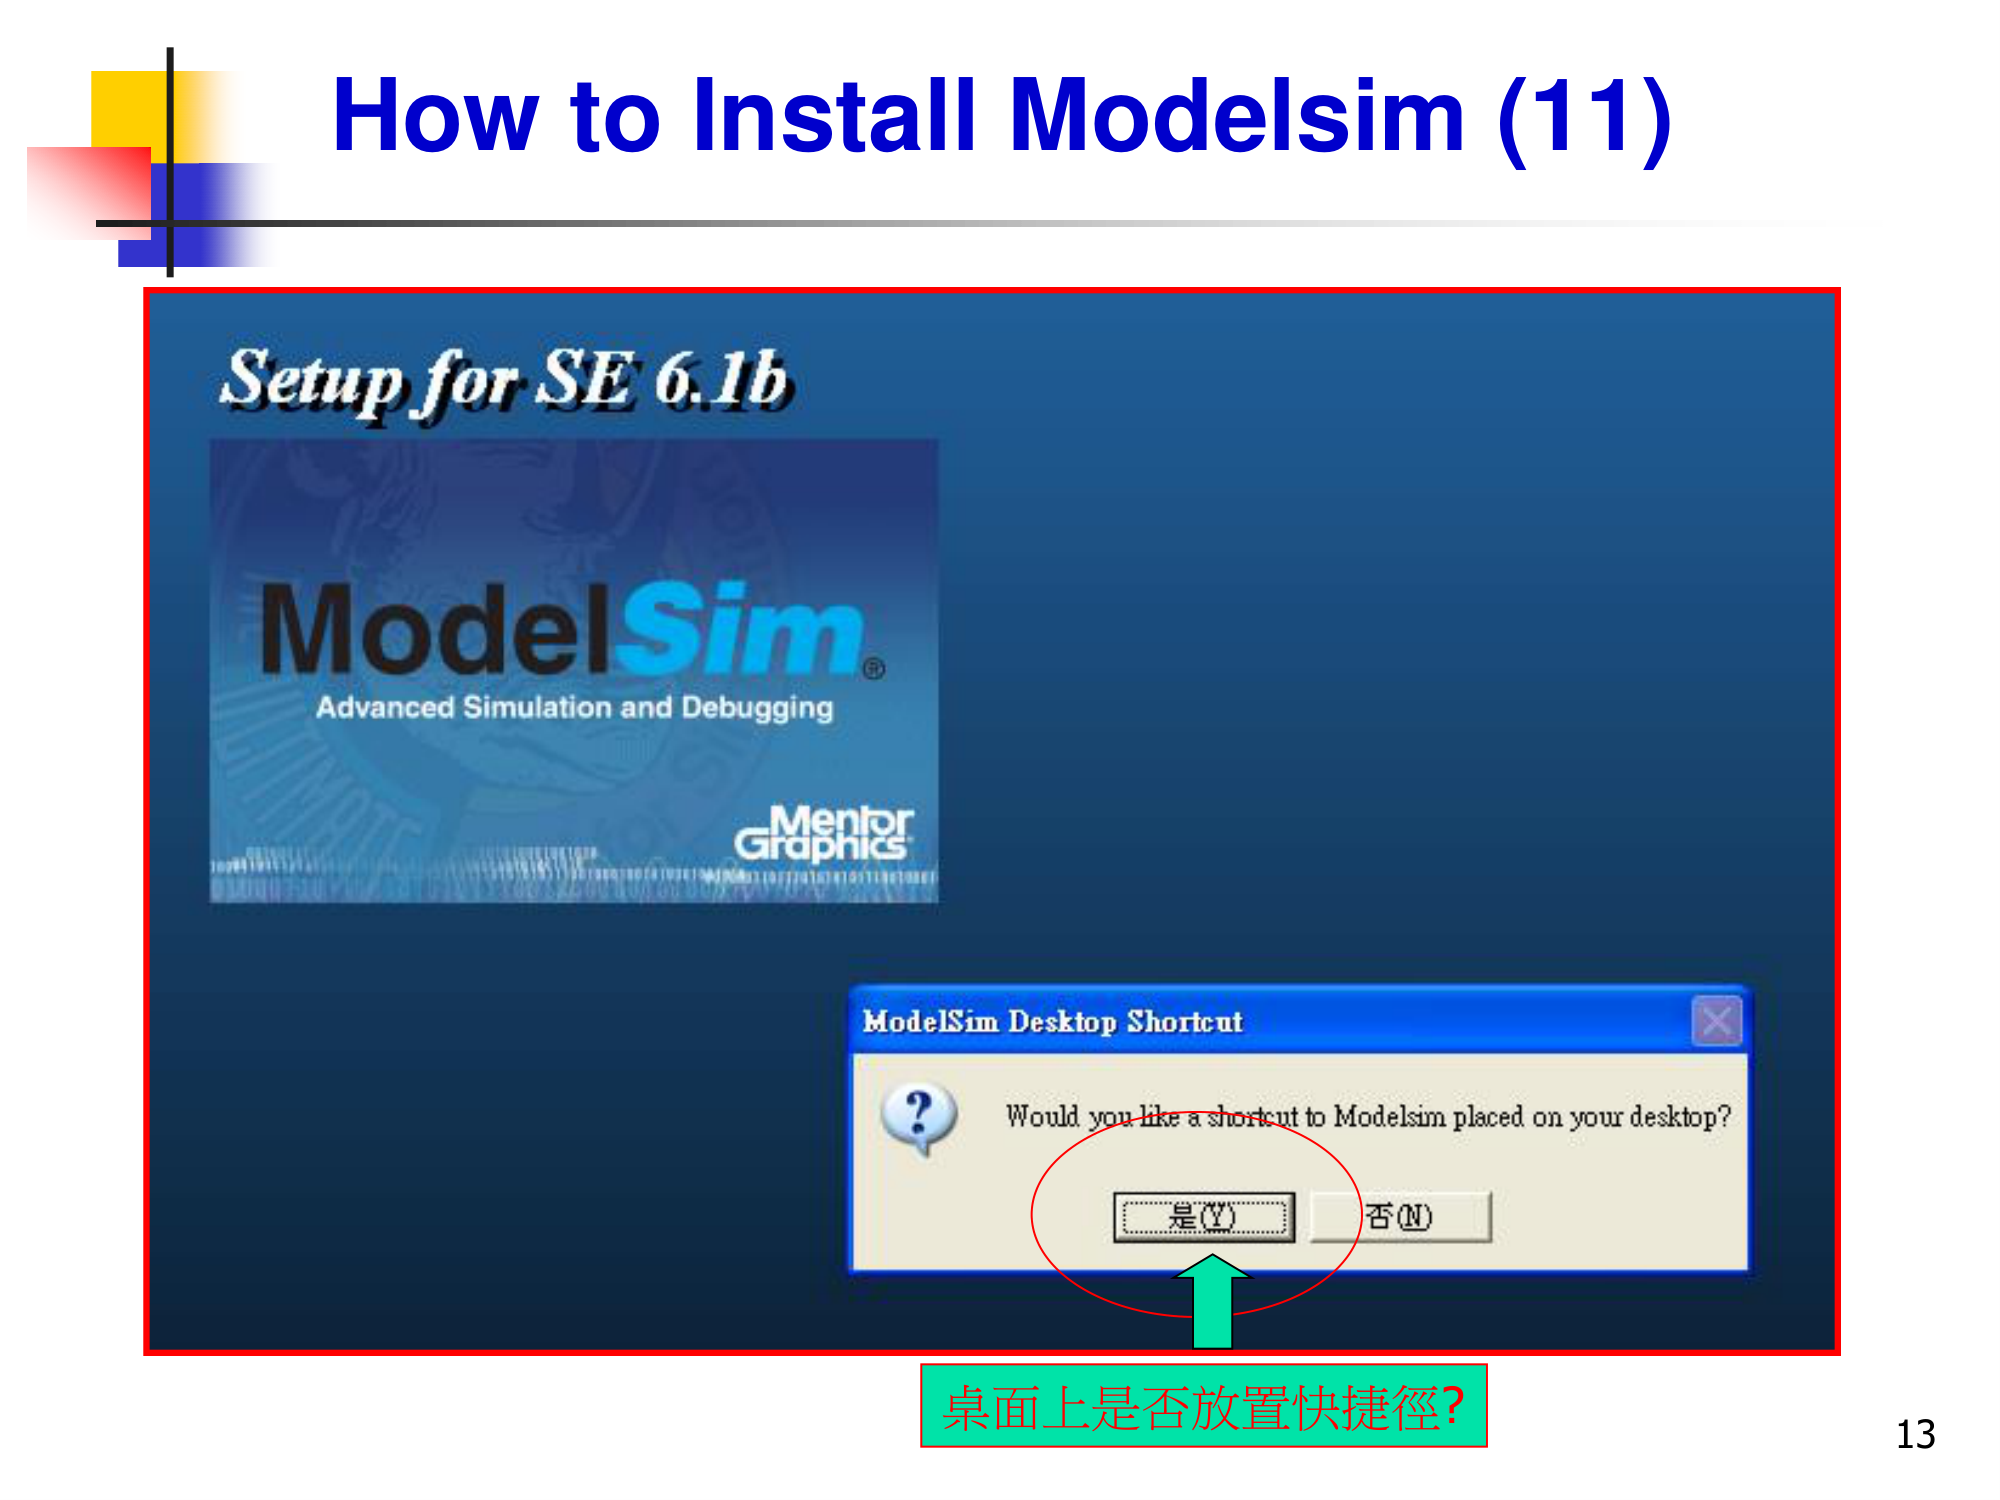 How to Install Modelsim (11)
Setup for SE 6.1b
ModelSim®
Advanced Simulation and Debugging
Mentor
Graphics
ModelSim Desktop Shortcut
Would you like a shortcut to Modelsim placed on your desktop?
是(Y) 否(N)
桌面上是否放置快捷徑?
13